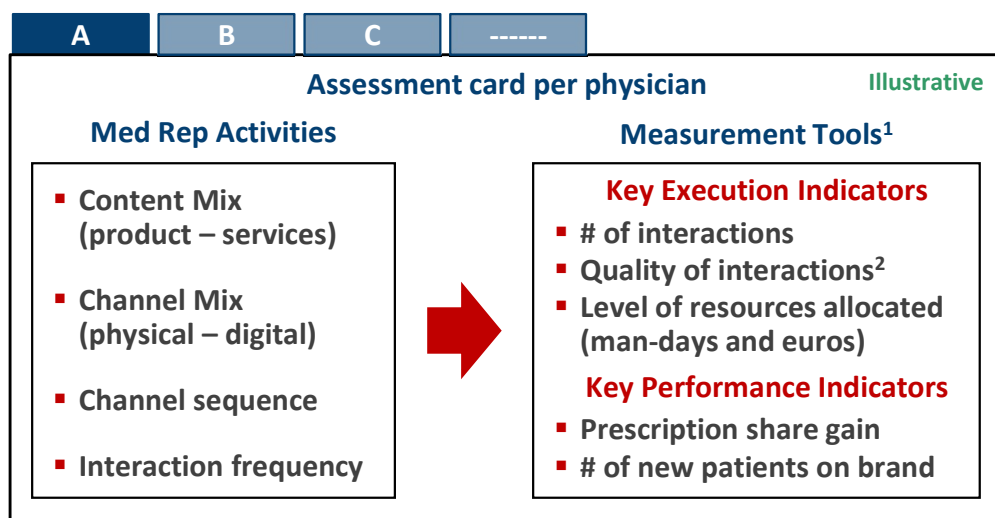 A
B
C
------
Assessment card per physician
Illustrative
Med Rep Activities
▪ Content Mix
(product – services)
▪ Channel Mix
(physical – digital)
▪ Channel sequence
▪ Interaction frequency
Measurement Tools¹
Key Execution Indicators
▪ # of interactions
▪ Quality of interactions²
▪ Level of resources allocated
(man-days and euros)
Key Performance Indicators
▪ Prescription share gain
▪ # of new patients on brand